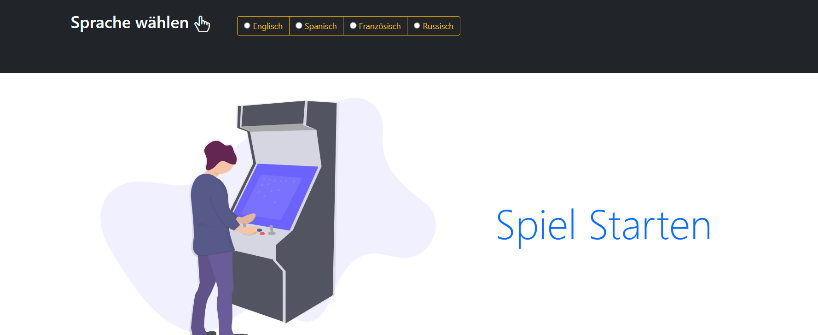 Sprache wählen
Englisch Spanisch Französisch Russisch
Spiel Starten